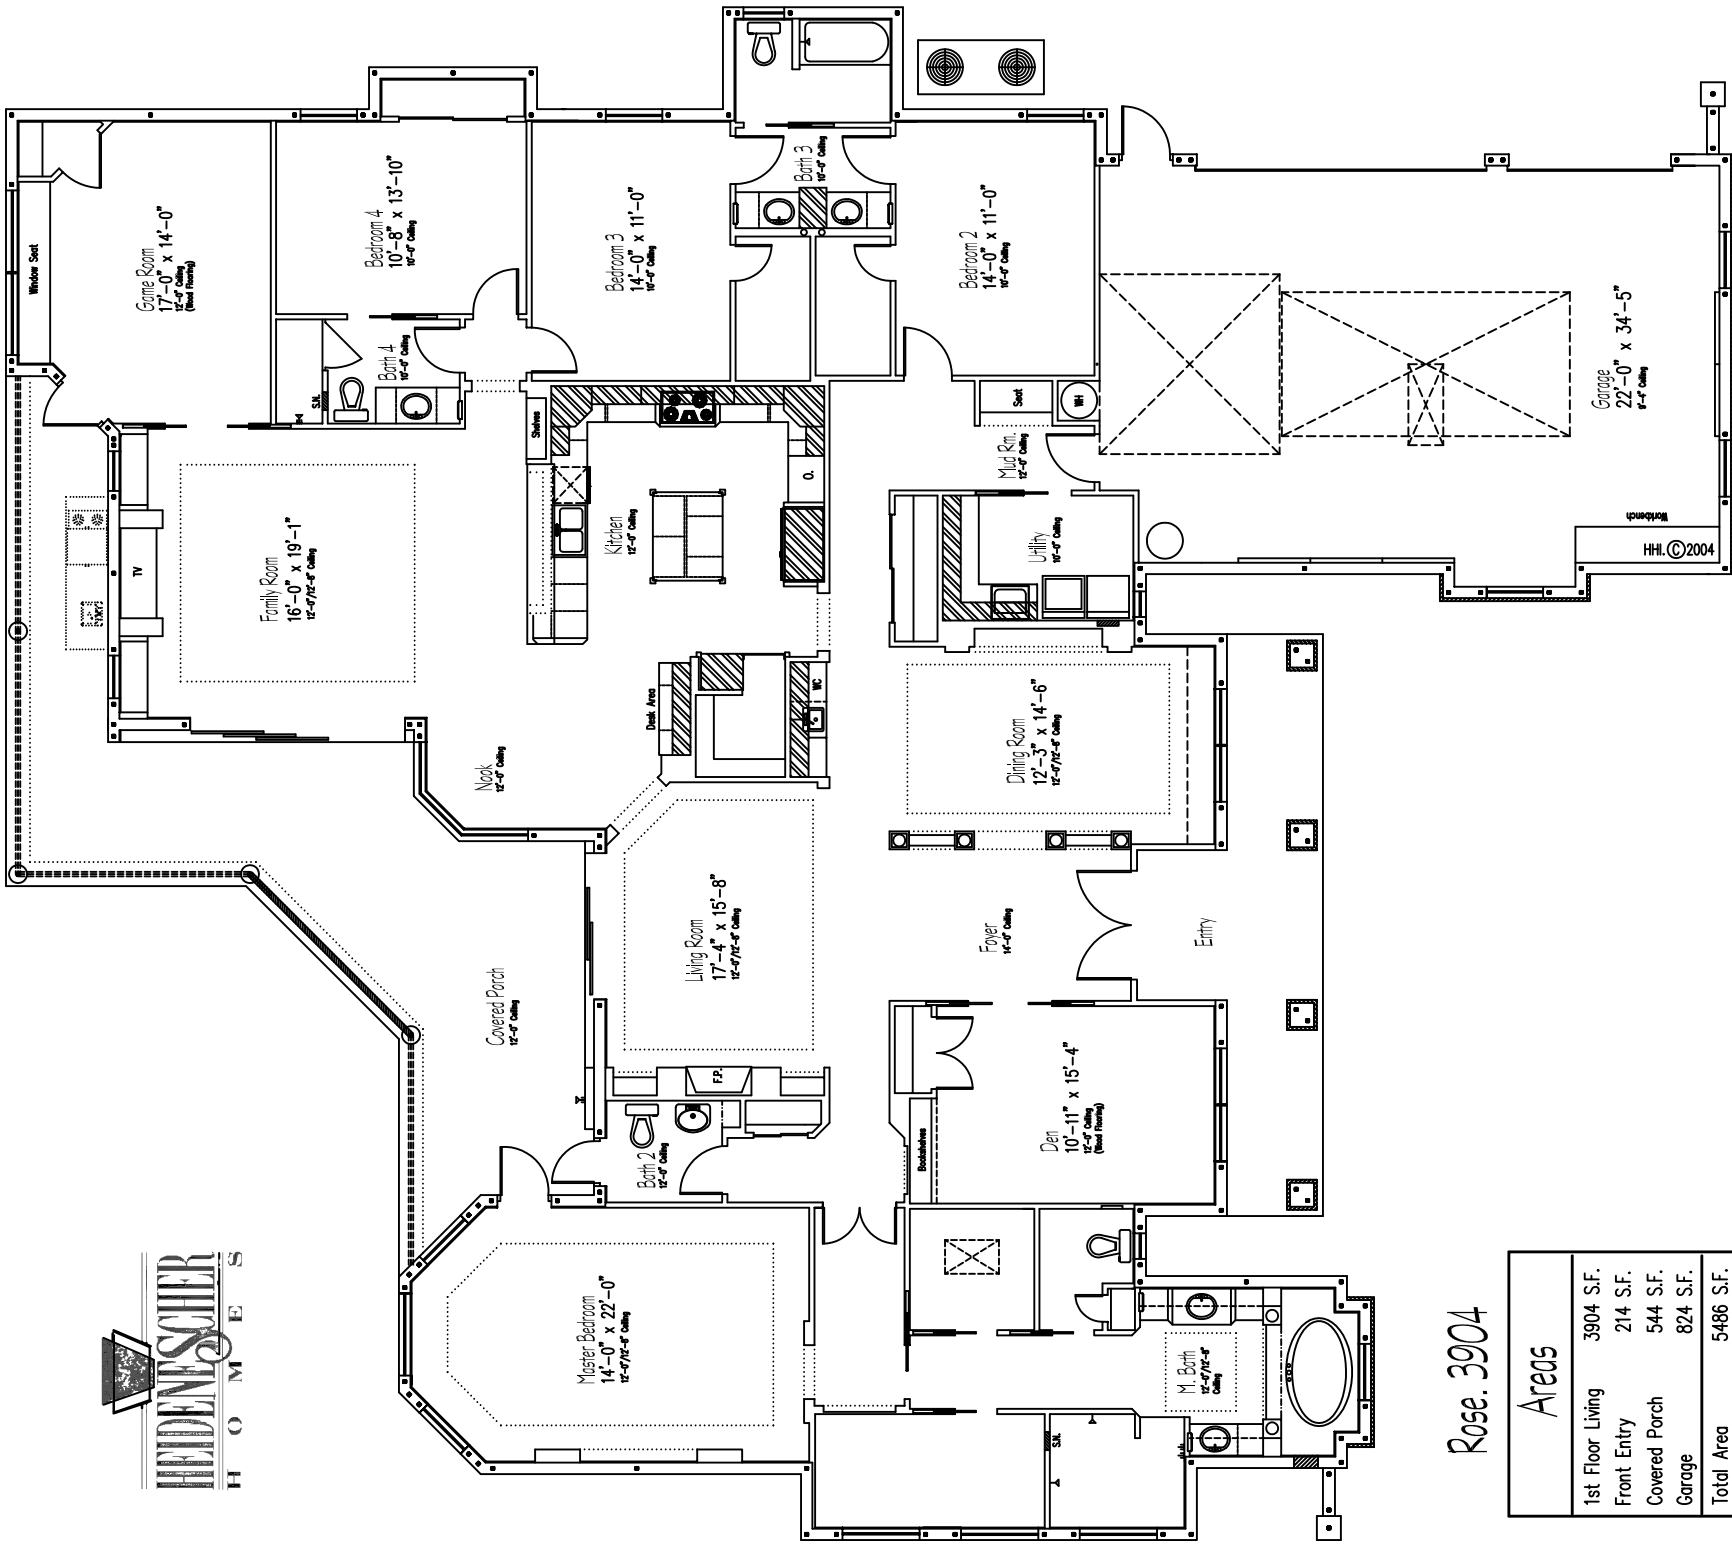 HEIDENESCHER
HOMES
Window Seat
Game Room
17'-0" x 14'-0"
12'-0" Ceiling
(Wood Flooring)
Bedroom 4
10'-8" x 13'-10"
10'-0" Ceiling
Bath 4
10'-0" Ceiling
S.N.
Bedroom 3
14'-0" x 11'-0"
10'-0" Ceiling
Bath 3
10'-0" Ceiling
Bedroom 2
14'-0" x 11'-0"
10'-0" Ceiling
TV
Family Room
16'-0" x 19'-1"
12'-0"/12'-8" Ceiling
Shelves
Kitchen
12'-0" Ceiling
O.
Desk Area
WC
Nook
12'-0" Ceiling
Seat
WH
Mud Rm.
12'-0" Ceiling
Utility
10'-0" Ceiling
Garage
22'-0" x 34'-5"
9'-4" Ceiling
Workbench
HHI. © 2004
Dining Room
12'-3" x 14'-6"
12'-0"/12'-8" Ceiling
Covered Porch
12'-0" Ceiling
Living Room
17'-4" x 15'-8"
12'-0"/12'-8" Ceiling
F.P.
Foyer
14'-0" Ceiling
Entry
Bath 2
12'-0" Ceiling
Bookshelves
Den
10'-11" x 15'-4"
12'-0" Ceiling
(Wood Flooring)
Master Bedroom
14'-0" x 22'-0"
12'-0"/12'-8" Ceiling
M. Bath
12'-0"/12'-8"
Ceiling
S.N.
Rose. 3904
Areas
1st Floor Living 3904 S.F.
Front Entry 214 S.F.
Covered Porch 544 S.F.
Garage 824 S.F.
Total Area 5486 S.F.